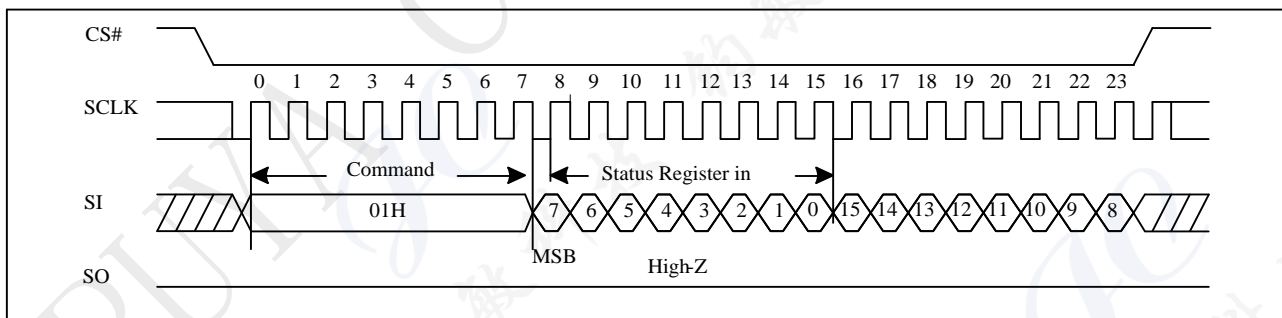 CS#
0 1 2 3 4 5 6 7 8 9 10 11 12 13 14 15 16 17 18 19 20 21 22 23
SCLK
Command
Status Register in
SI
01H
7 6 5 4 3 2 1 0 15 14 13 12 11 10 9 8
MSB
High-Z
SO
PUYA